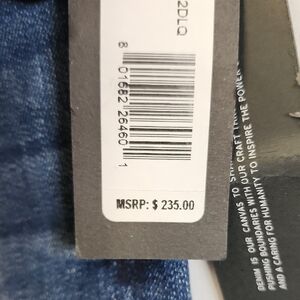 2DLQ
8 01682 26460 1
MSRP: $ 235.00
DENIM IS OUR CANVAS TO
BOUNDARIES WITH OUR CRAFT
PUSHING BOUNDARIES HUMANITY TO INSPIRE THE POWER
AND A CARING FOR